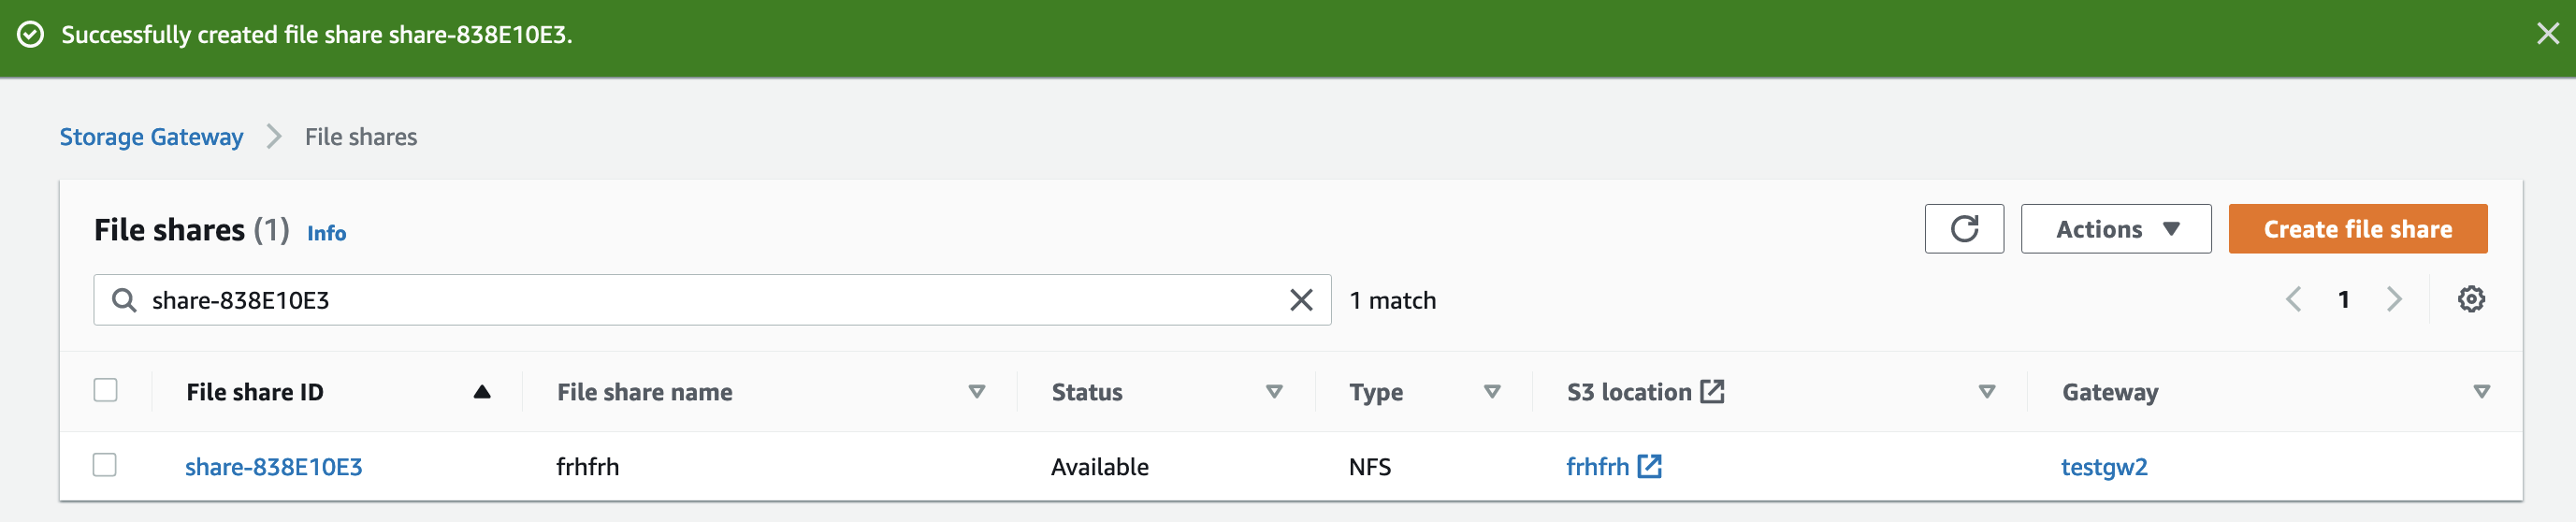 Successfully created file share share-838E10E3.
Storage Gateway File shares
File shares (1) Info
Actions Create file share
share-838E10E3 1 match 1
File share ID File share name Status Type S3 location Gateway
share-838E10E3 frhfrh Available NFS frhfrh testgw2